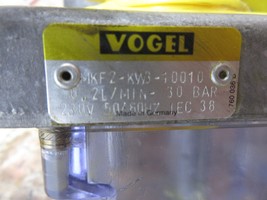 VOGEL
MKF2-KW3-10010
0,2L/MIN- 30 BAR
230V 50/60HZ IEC 38
Made in Germany